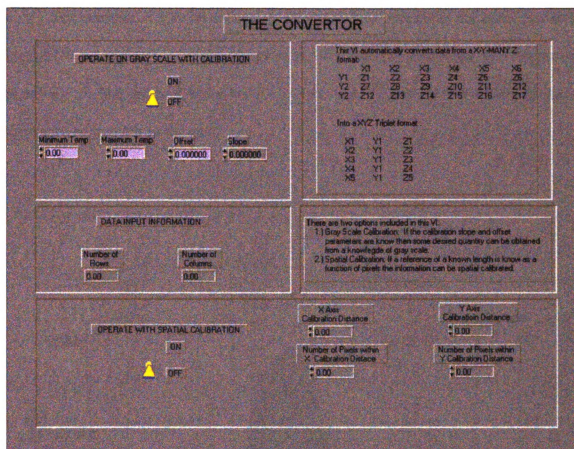 THE CONVERTOR
OPERATE ON GRAY SCALE WITH CALIBRATION
ON
OFF
Minimum Temp
Maximum Temp
Offset
Slope
0.00
0.00
0.000000
0.000000
This VI automatically converts data from a X-Y-MANY Z
format:
X1 X2 X3 X4 X5 X6
Y1 Z1 Z2 Z3 Z4 Z5 Z6
Y2 Z7 Z8 Z9 Z10 Z11 Z12
Y2 Z12 Z13 Z14 Z15 Z16 Z17
Into a XYZ Triplet format
X1 Y1 Z1
X2 Y1 Z2
X3 Y1 Z3
X4 Y1 Z4
X5 Y1 Z5
DATA INPUT INFORMATION
Number of
Rows
0.00
Number of
Columns
0.00
There are two options included in this VI:
1.) Gray Scale Calibration: If the calibration slope and offset
parameters are know then some desired quantity can be obtained
from a knowlegde of gray scale.
2.) Spatial Calibration: If a reference of a known length is know as a
function of pixels the information can be spatial calibrated.
OPERATE WITH SPATIAL CALIBRATION
ON
OFF
X Axis
Calibration Distance
0.00
Y Axis
Calibration Distance
0.00
Number of Pixels within
X Calibration Distace
0.00
Number of Pixels within
Y Calibration Distance
0.00